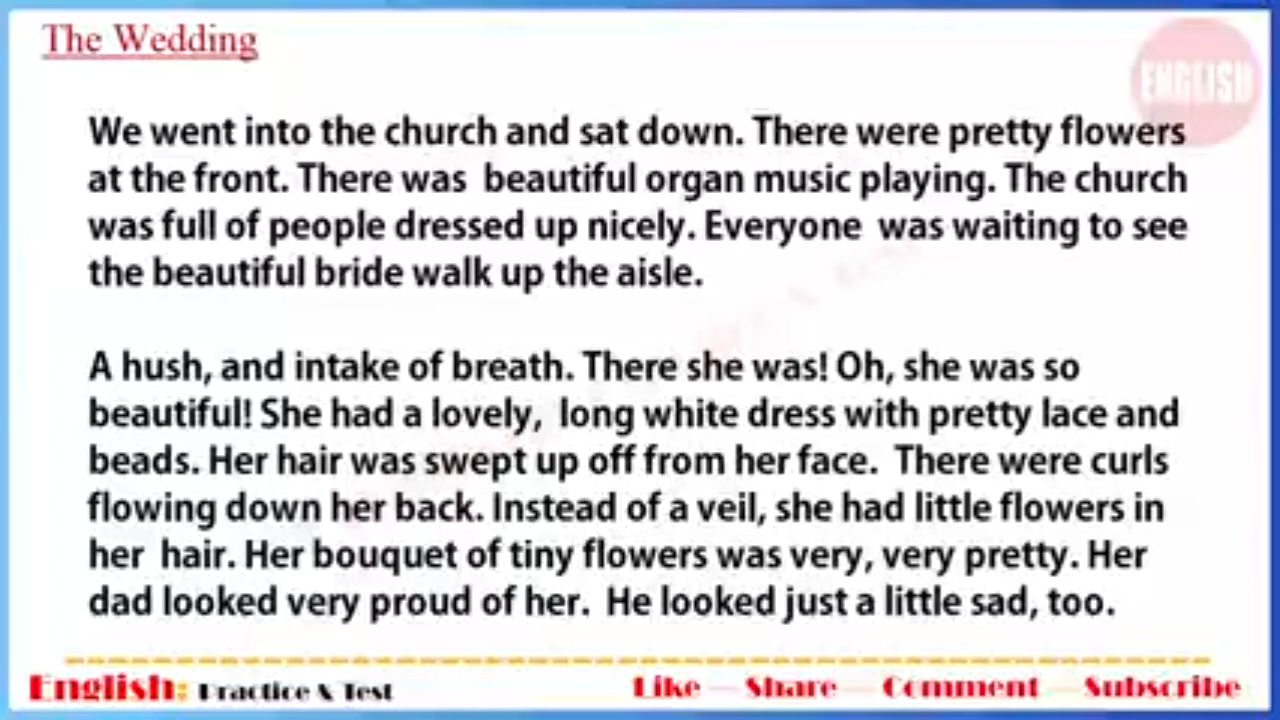 The Wedding
ENGLISH
We went into the church and sat down. There were pretty flowers
at the front. There was beautiful organ music playing. The church
was full of people dressed up nicely. Everyone was waiting to see
the beautiful bride walk up the aisle.
A hush, and intake of breath. There she was! Oh, she was so
beautiful! She had a lovely, long white dress with pretty lace and
beads. Her hair was swept up off from her face. There were curls
flowing down her back. Instead of a veil, she had little flowers in
her hair. Her bouquet of tiny flowers was very, very pretty. Her
dad looked very proud of her. He looked just a little sad, too.
English: Practice & Test
Like — Share — Comment — Subscribe